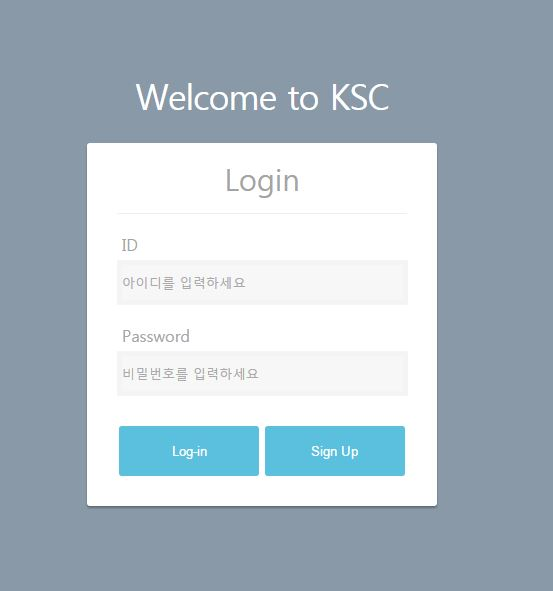 Welcome to KSC
Login
ID
아이디를 입력하세요
Password
비밀번호를 입력하세요
Log-in Sign Up